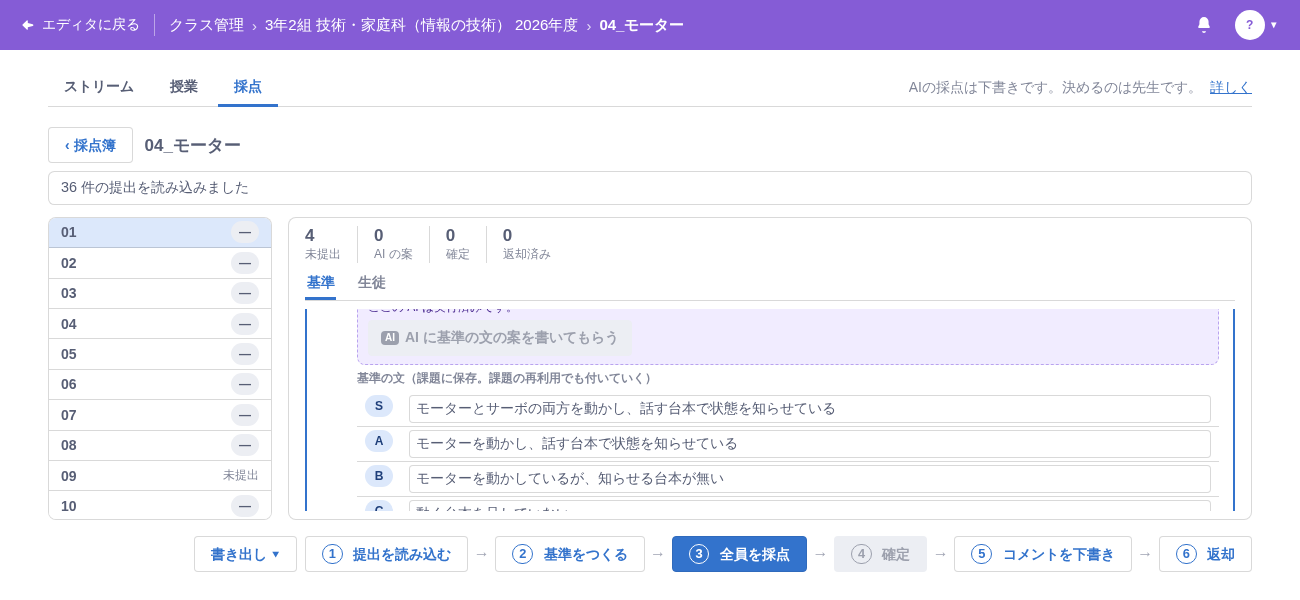 エディタに戻る クラス管理 › 3年2組 技術・家庭科（情報の技術） 2026年度 › 04_モーター ?
ストリーム 授業 採点 AIの採点は下書きです。決めるのは先生です。 詳しく
‹ 採点簿 04_モーター
36 件の提出を読み込みました
01 —
02 —
03 —
04 —
05 —
06 —
07 —
08 —
09 未提出
10 —
4 0 0 0
未提出 AI の案 確定 返却済み
基準 生徒
AI AI に基準の文の案を書いてもらう
基準の文（課題に保存。課題の再利用でも付いていく）
S モーターとサーボの両方を動かし、話す台本で状態を知らせている
A モーターを動かし、話す台本で状態を知らせている
B モーターを動かしているが、知らせる台本が無い
書き出し ▾ 1 提出を読み込む → 2 基準をつくる → 3 全員を採点 → 4 確定 → 5 コメントを下書き → 6 返却